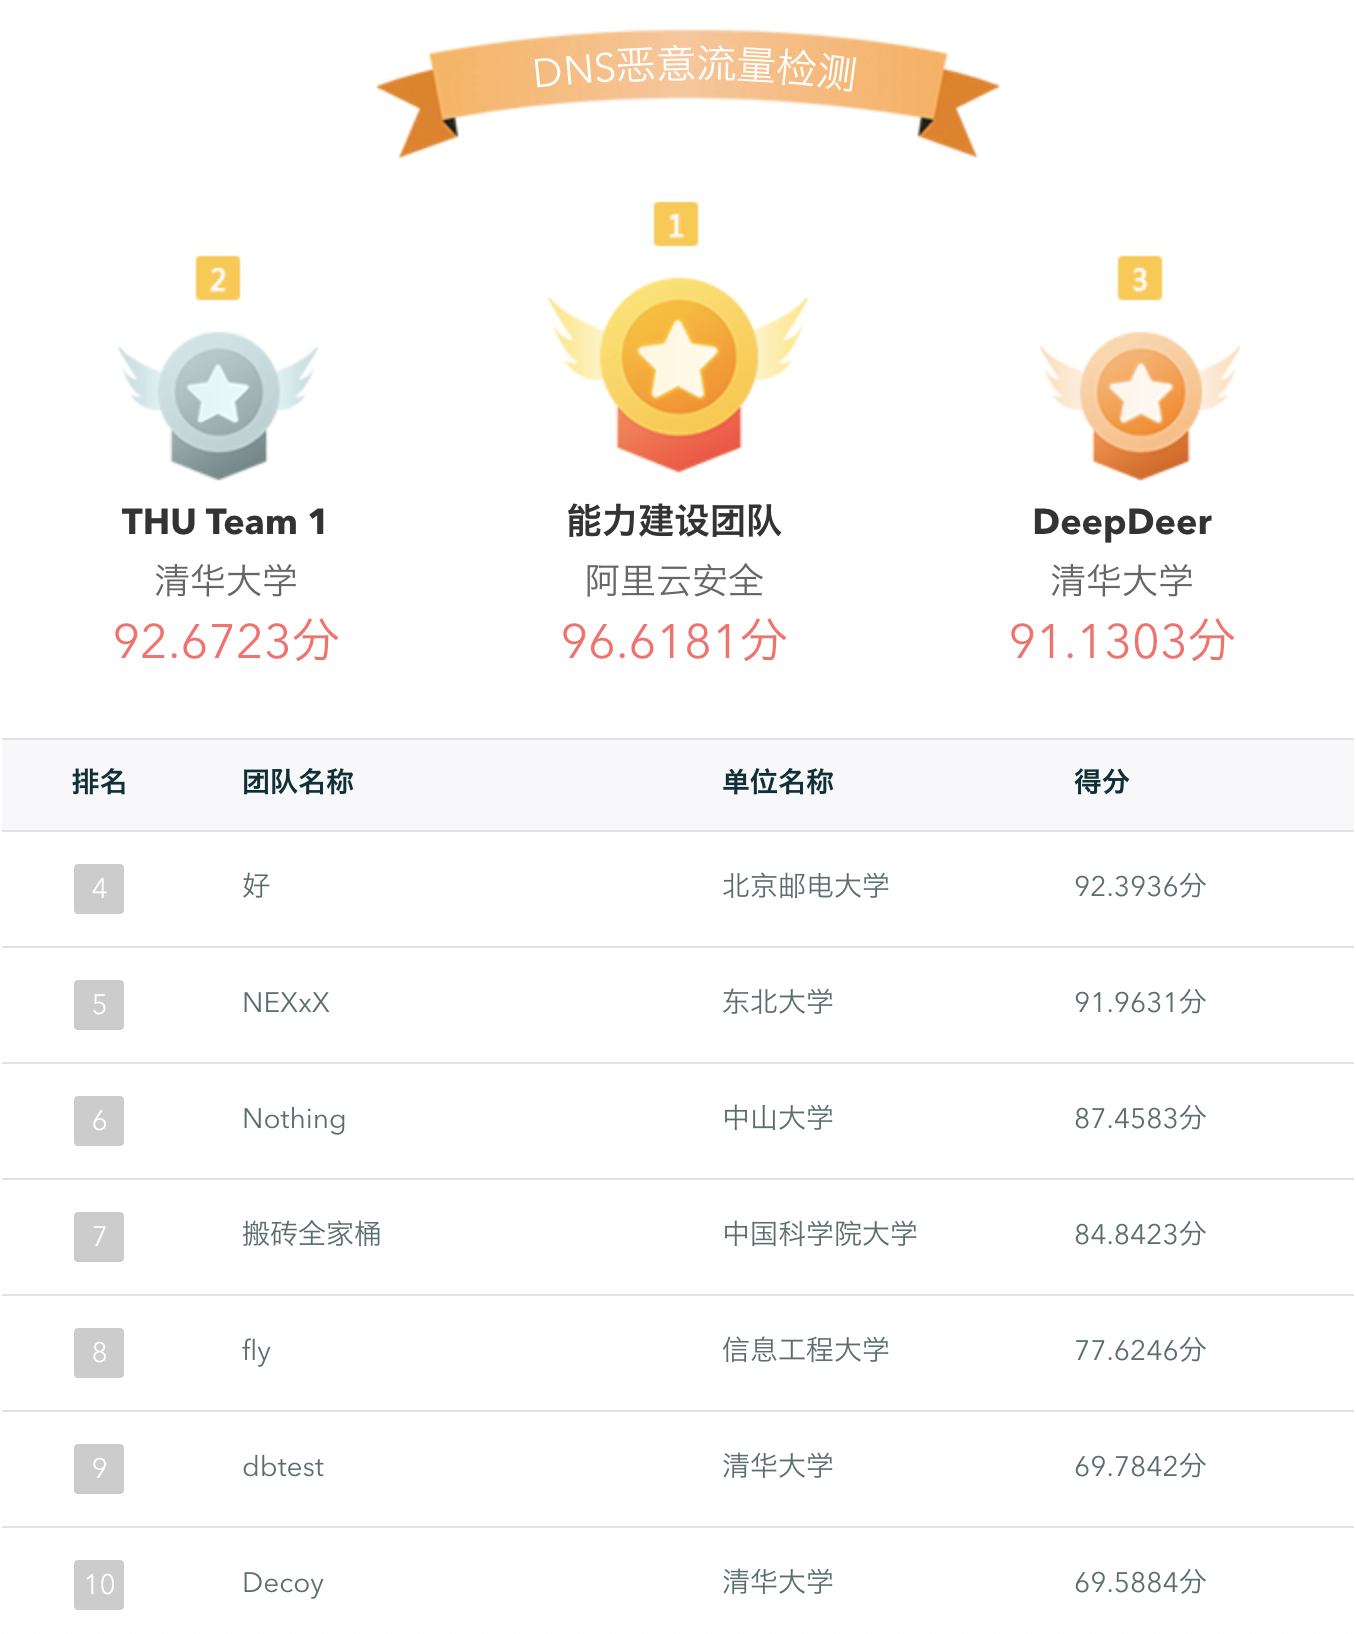 DNS恶意流量检测
1
2
3
THU Team 1
能力建设团队
DeepDeer
清华大学
阿里云安全
清华大学
92.6723分
96.6181分
91.1303分
排名 团队名称 单位名称 得分
4 好 北京邮电大学 92.3936分
5 NEXxX 东北大学 91.9631分
6 Nothing 中山大学 87.4583分
7 搬砖全家桶 中国科学院大学 84.8423分
8 fly 信息工程大学 77.6246分
9 dbtest 清华大学 69.7842分
10 Decoy 清华大学 69.5884分